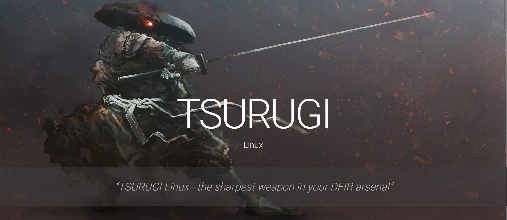 TSURUGI
Linux
"TSURUGI Linux - the sharpest weapon in your DFIR arsenal"